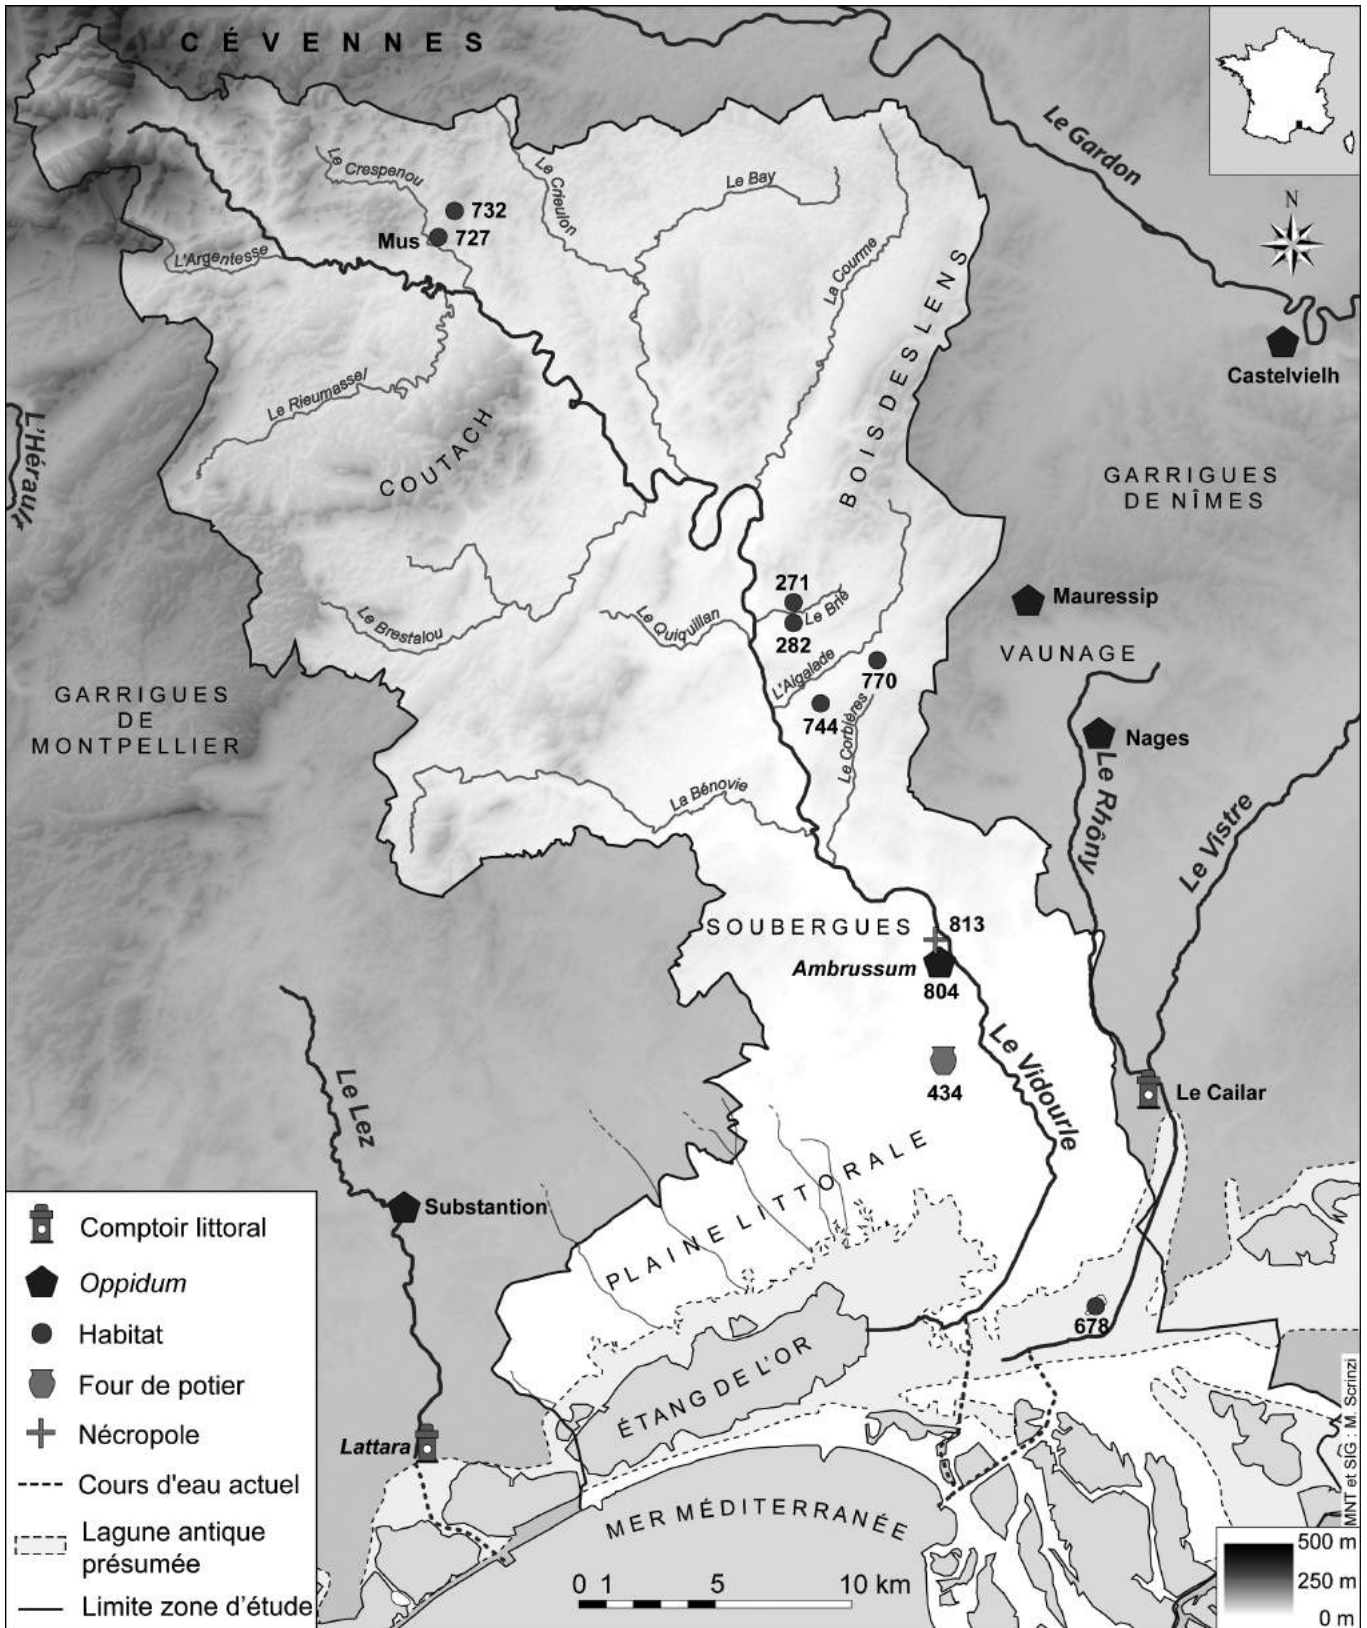 CÉVENNES
Le Gardon
N
Le Crespenou
Le Crieulon
Le Bay
732
Mus
727
L'Argentesse
La Courme
BOIS DES LENS
Castelvielh
Le Rieumasse/
COUTACH
L'Hérault
GARRIGUES
DE NÎMES
271
Le Brié
Mauressip
Le Brestalou
Le Quiquillan
282
VAUNAGE
L'Aigalade
770
GARRIGUES
DE
MONTPELLIER
744
Le Corbières
Nages
Le Rhôny
La Bénovie
Le Vistre
SOUBERGUES
813
Ambrussum
804
Le Vidourle
Le Lez
434
Le Cailar
PLAINE LITTORALE
Substantion
678
ÉTANG DE L'OR
Lattara
MER MÉDITERRANÉE
Comptoir littoral
Oppidum
Habitat
Four de potier
Nécropole
Cours d'eau actuel
Lagune antique
présumée
Limite zone d'étude
0 1 5 10 km
500 m
250 m
0 m
MNT et SIG : M. Scrinzi